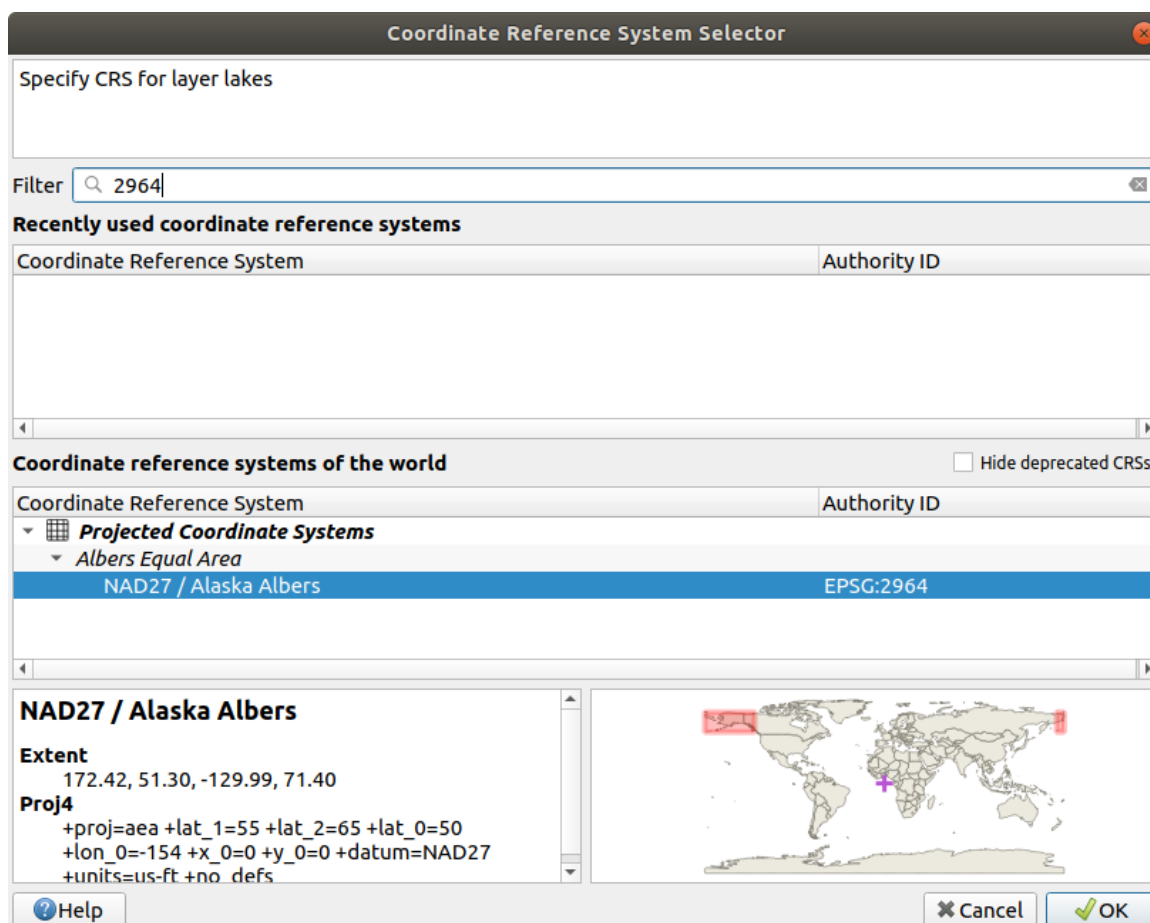 Coordinate Reference System Selector
Specify CRS for layer lakes
Filter 2964
Recently used coordinate reference systems
Coordinate Reference System Authority ID
Coordinate reference systems of the world Hide deprecated CRSs
Coordinate Reference System Authority ID
Projected Coordinate Systems
Albers Equal Area
NAD27 / Alaska Albers EPSG:2964
NAD27 / Alaska Albers
Extent
172.42, 51.30, -129.99, 71.40
Proj4
+proj=aea +lat_1=55 +lat_2=65 +lat_0=50
+lon_0=-154 +x_0=0 +y_0=0 +datum=NAD27
+units=us-ft +no_defs
Help Cancel OK